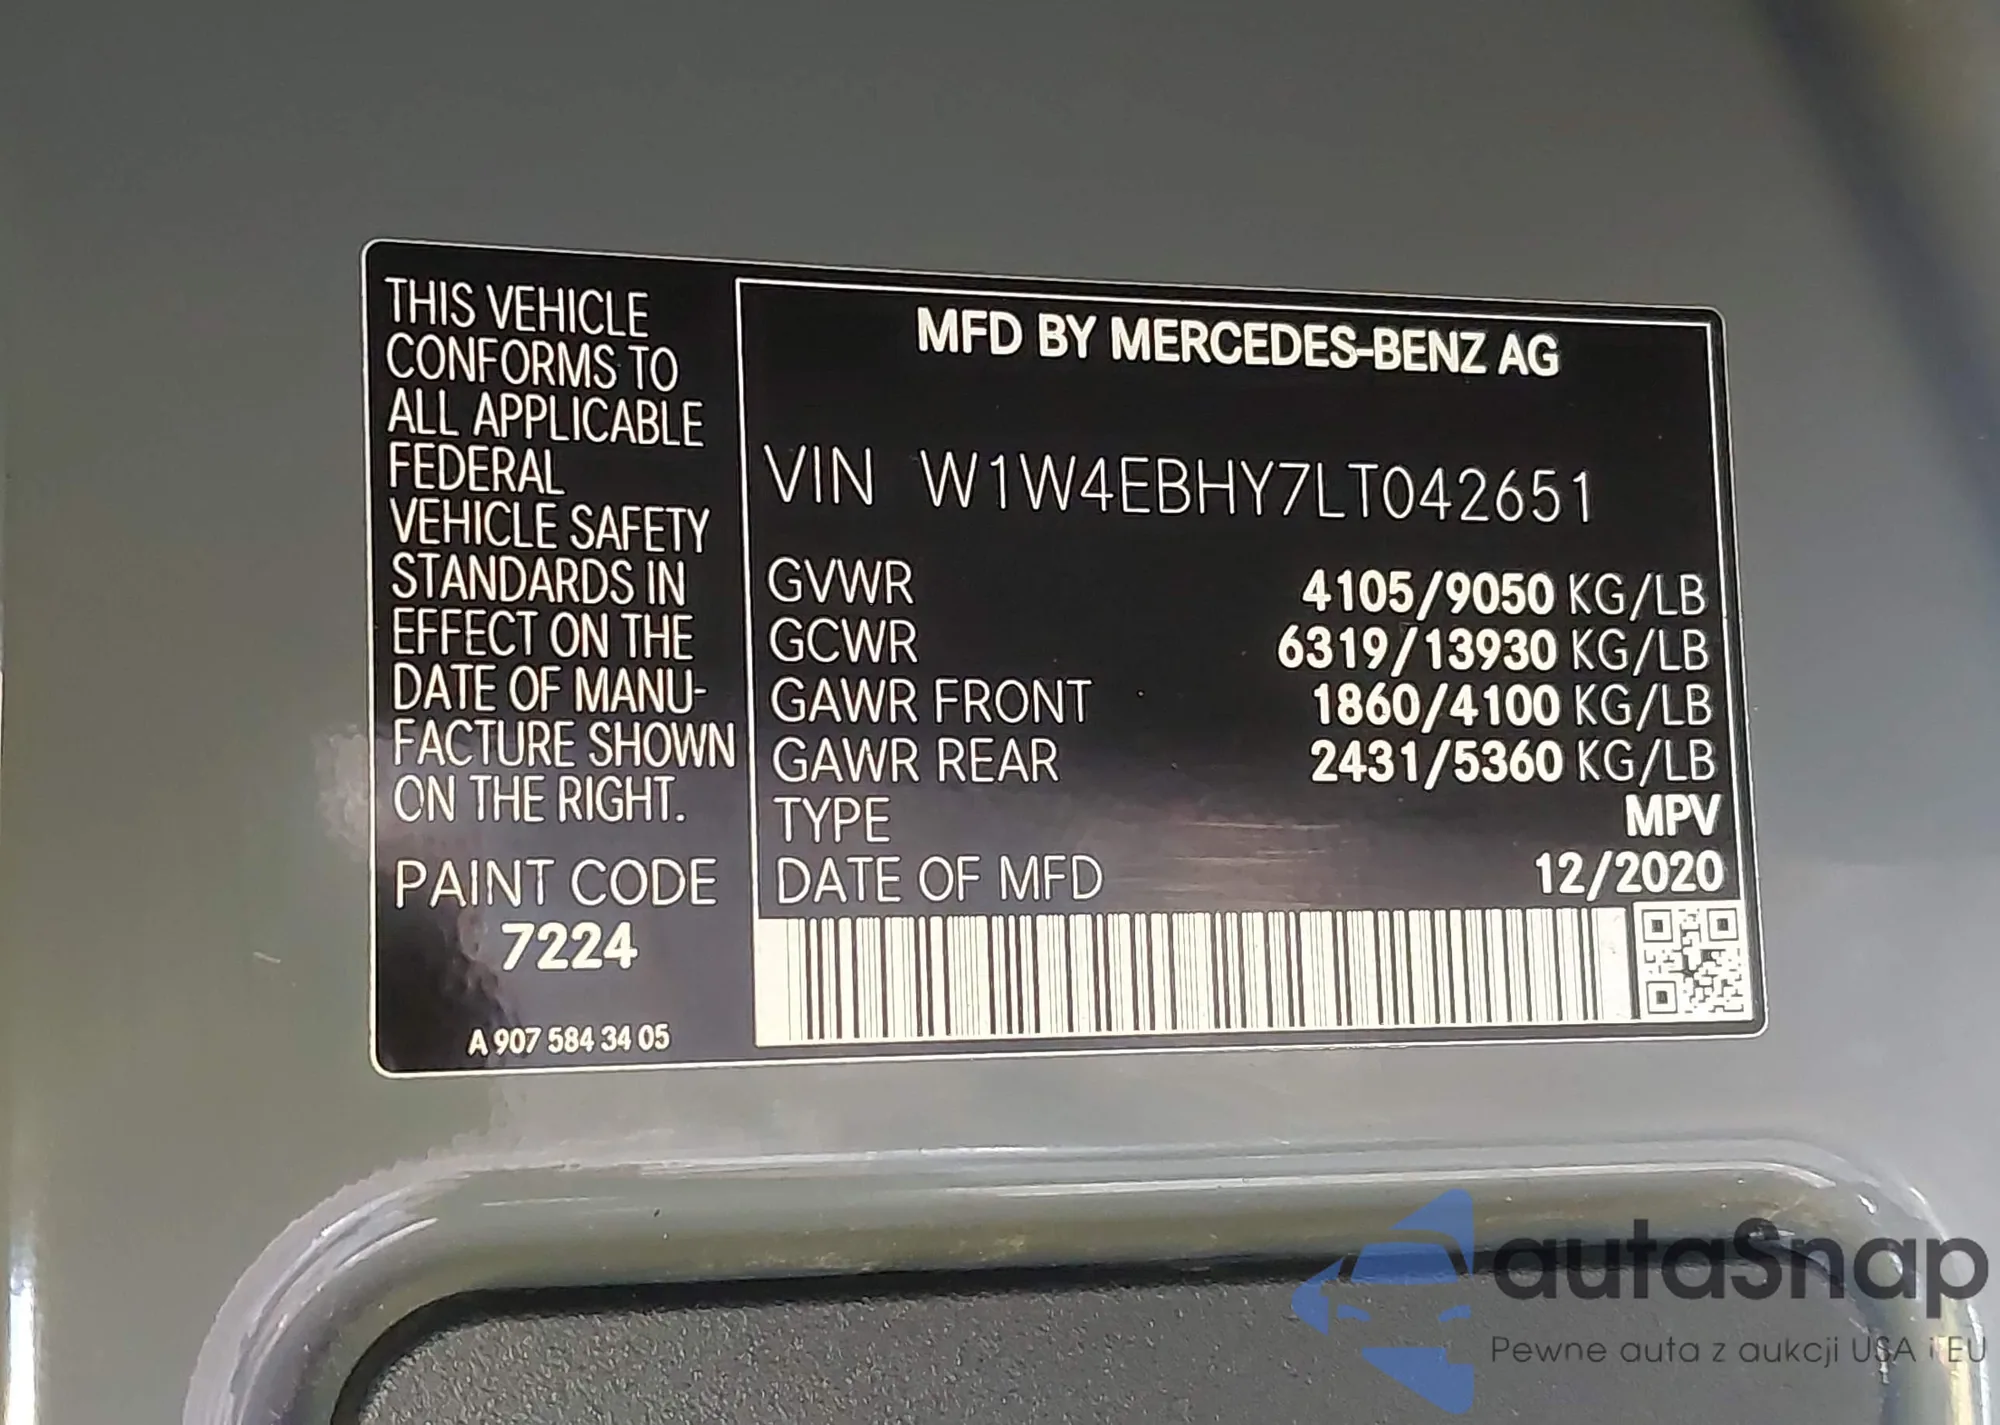 THIS VEHICLE
CONFORMS TO
ALL APPLICABLE
FEDERAL
VEHICLE SAFETY
STANDARDS IN
EFFECT ON THE
DATE OF MANU-
FACTURE SHOWN
ON THE RIGHT.
PAINT CODE
7224
A 907 584 34 05
MFD BY MERCEDES-BENZ AG
VIN W1W4EBHY7LT042651
GVWR 4105/9050 KG/LB
GCWR 6319/13930 KG/LB
GAWR FRONT 1860/4100 KG/LB
GAWR REAR 2431/5360 KG/LB
TYPE MPV
DATE OF MFD 12/2020
autaSnap
Pewne auta z aukcji USA i EU